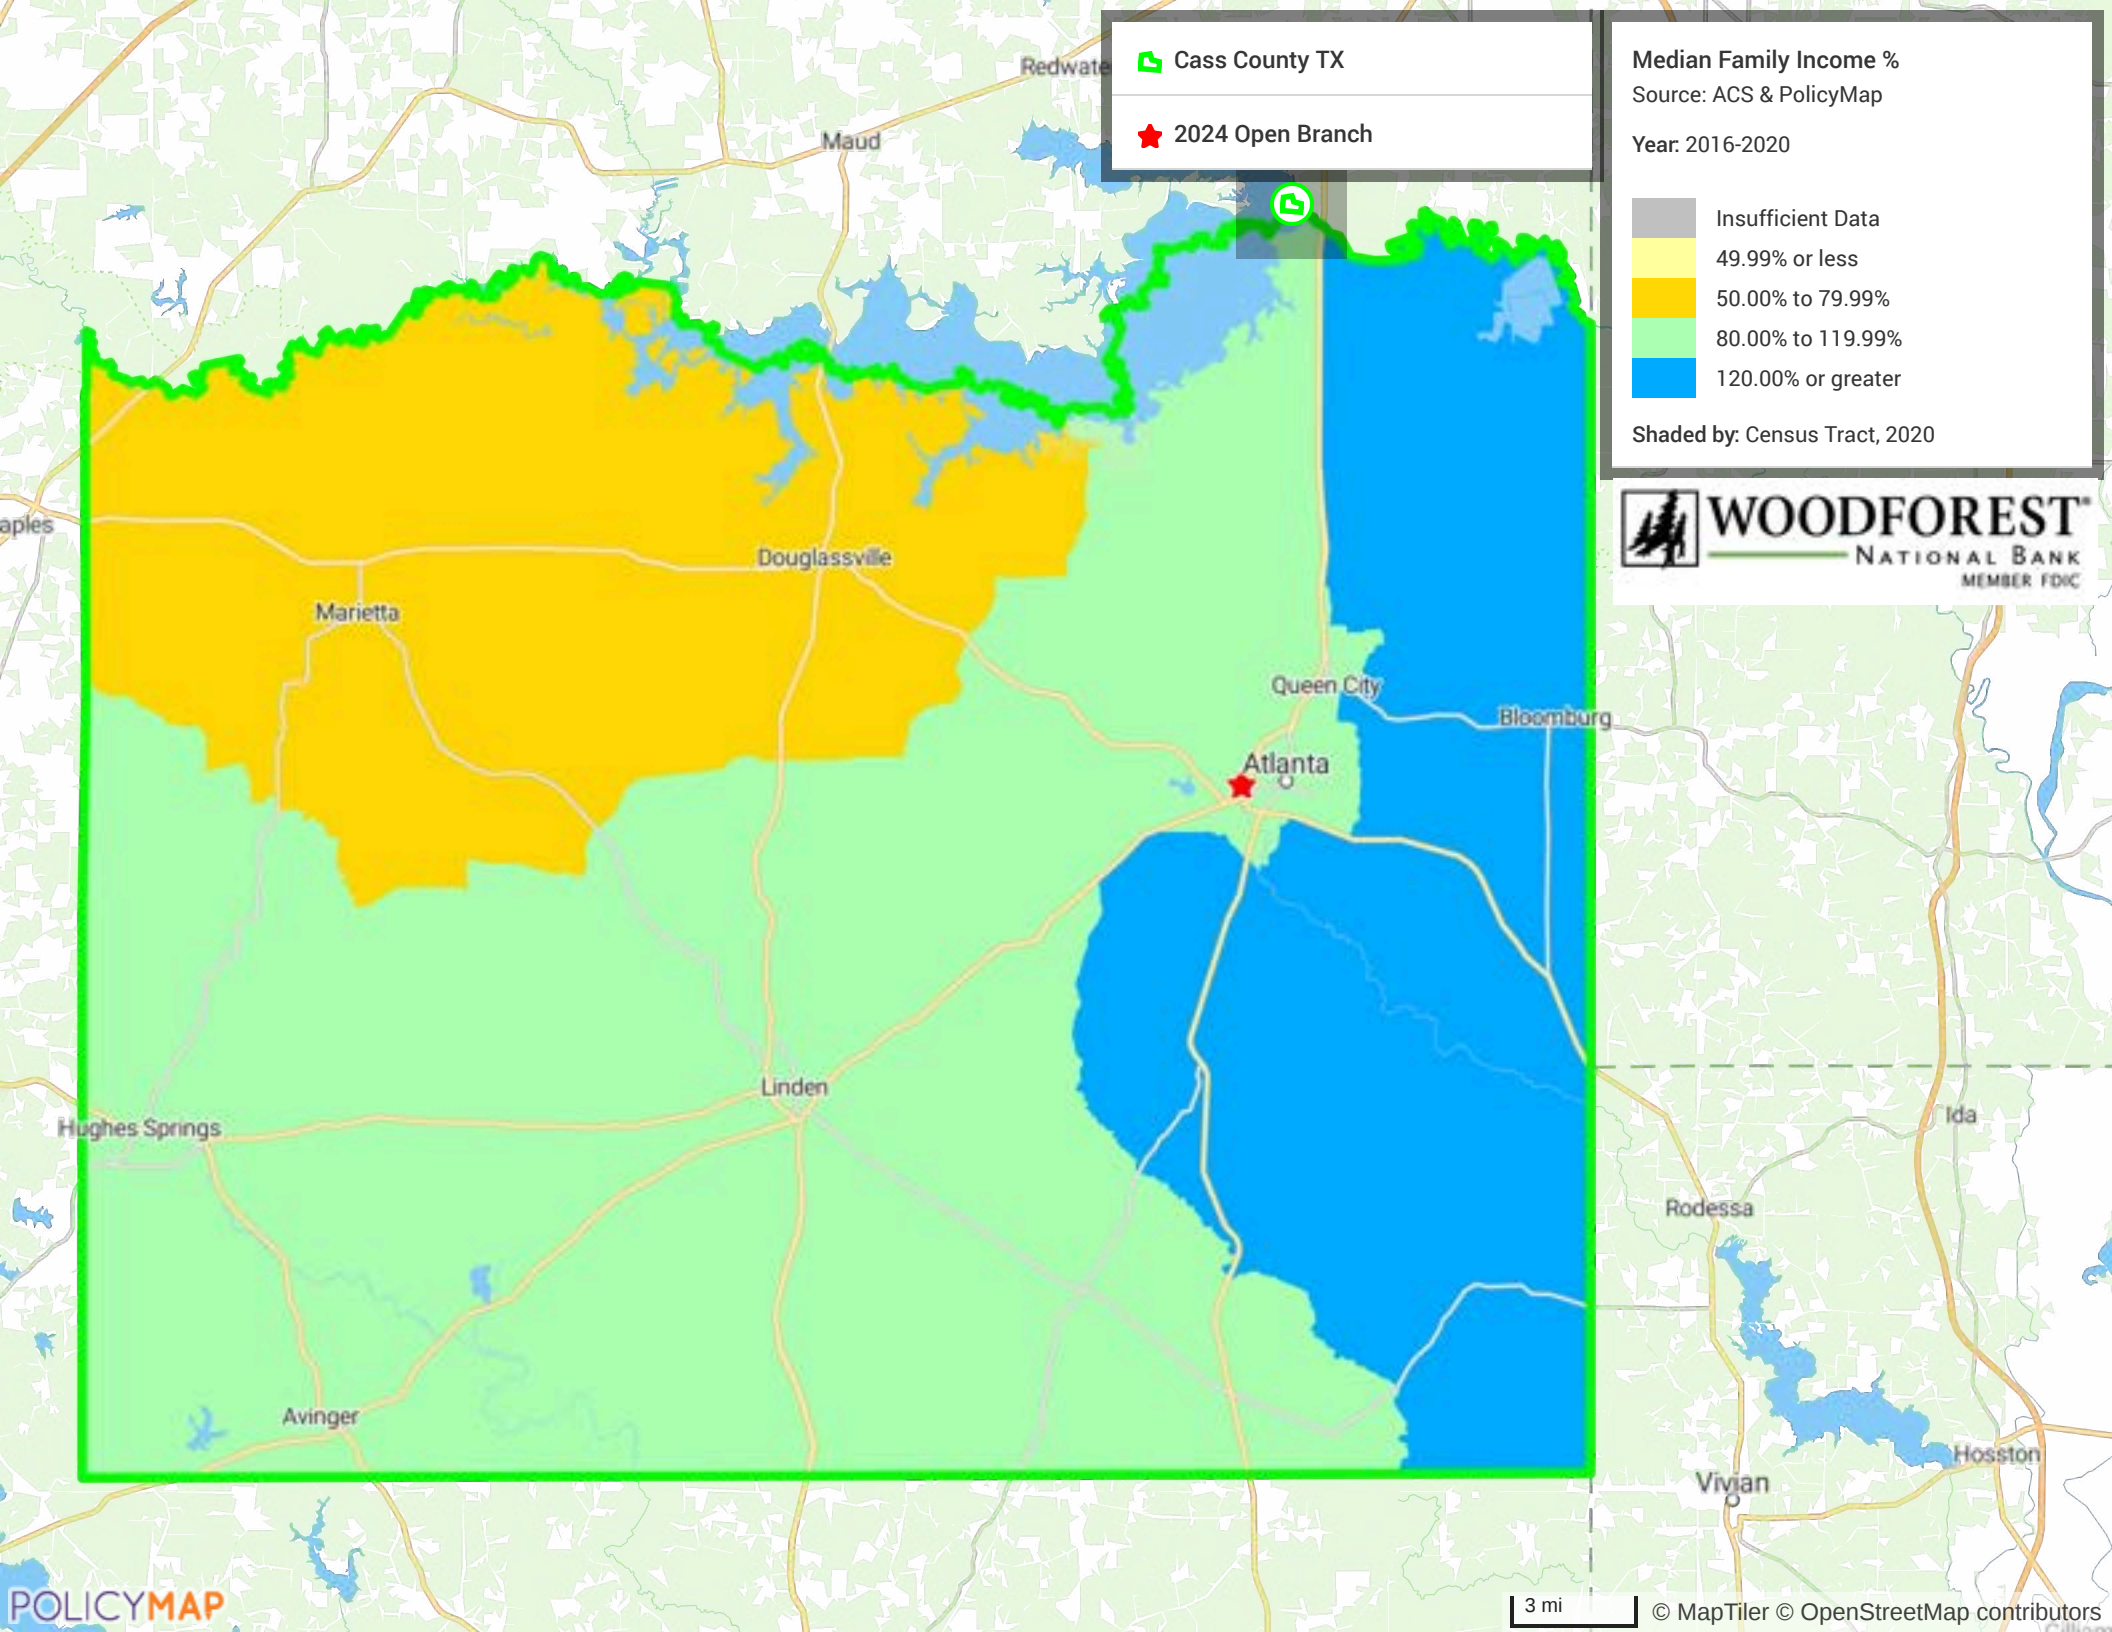 Cass County TX
2024 Open Branch
Median Family Income %
Source: ACS & PolicyMap
Year: 2016-2020
Insufficient Data
49.99% or less
50.00% to 79.99%
80.00% to 119.99%
120.00% or greater
Shaded by: Census Tract, 2020
WOODFOREST®
NATIONAL BANK
MEMBER FDIC
Redwate
Maud
aples
Douglassville
Marietta
Queen City
Bloomburg
Atlanta
Linden
Hughes Springs
Ida
Rodessa
Avinger
Hosston
Vivian
POLICYMAP
3 mi
© MapTiler © OpenStreetMap contributors